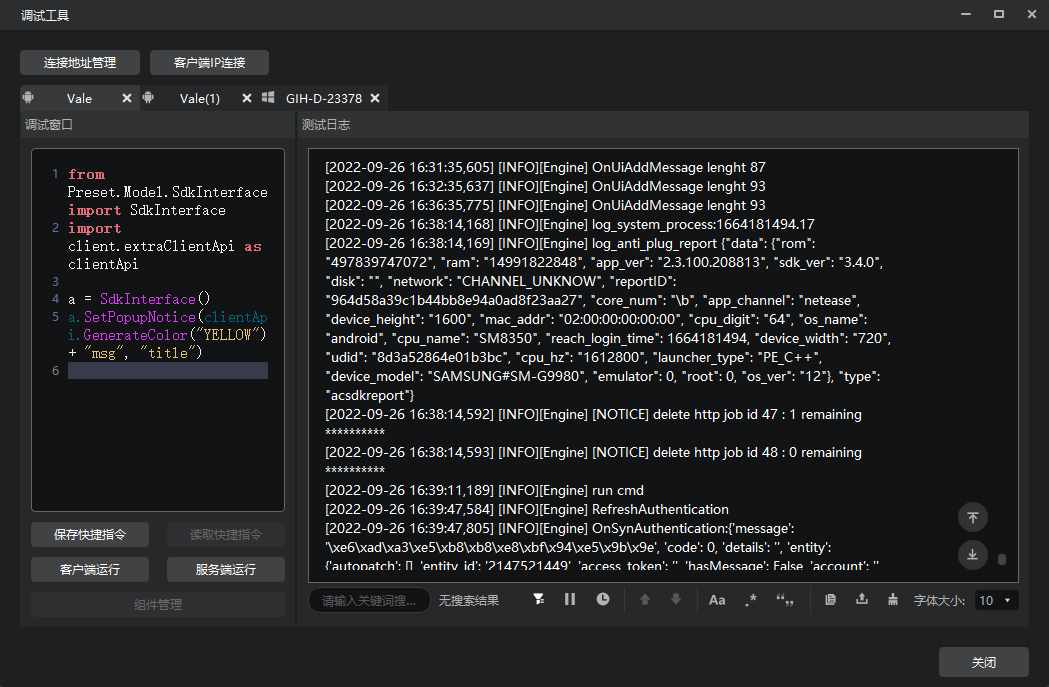 调试工具
连接地址管理 客户端IP连接
Vale Vale(1) GIH-D-23378
调试窗口 测试日志
1 from
Preset.Model.SdkInterface
import SdkInterface
2 import
client.extraClientApi as
clientApi
3
4 a = SdkInterface()
5 a.SetPopupNotice(clientAp
i.GenerateColor("YELLOW")
+ "msg", "title")
6
[2022-09-26 16:31:35,605] [INFO][Engine] OnUiAddMessage lenght 87
[2022-09-26 16:32:35,637] [INFO][Engine] OnUiAddMessage lenght 93
[2022-09-26 16:36:35,775] [INFO][Engine] OnUiAddMessage lenght 93
[2022-09-26 16:38:14,168] [INFO][Engine] log_system_process:1664181494.17
[2022-09-26 16:38:14,169] [INFO][Engine] log_anti_plug_report {"data": {"rom":
"497839747072", "ram": "14991822848", "app_ver": "2.3.100.208813", "sdk_ver": "3.4.0",
"disk": "", "network": "CHANNEL_UNKNOW", "reportID":
"964d58a39c1b44bb8e94a0ad8f23aa27", "core_num": "\b", "app_channel": "netease",
"device_height": "1600", "mac_addr": "02:00:00:00:00:00", "cpu_digit": "64", "os_name":
"android", "cpu_name": "SM8350", "reach_login_time": 1664181494, "device_width": "720",
"udid": "8d3a52864e01b3bc", "cpu_hz": "1612800", "launcher_type": "PE_C++",
"device_model": "SAMSUNG#SM-G9980", "emulator": 0, "root": 0, "os_ver": "12"}, "type":
"acsdkreport"}
[2022-09-26 16:38:14,592] [INFO][Engine] [NOTICE] delete http job id 47 : 1 remaining
**********
[2022-09-26 16:38:14,593] [INFO][Engine] [NOTICE] delete http job id 48 : 0 remaining
**********
[2022-09-26 16:39:11,189] [INFO][Engine] run cmd
[2022-09-26 16:39:47,584] [INFO][Engine] RefreshAuthentication
[2022-09-26 16:39:47,805] [INFO][Engine] OnSynAuthentication:{'message':
'\xe6\xad\xa3\xe5\xb8\xb8\xe8\xbf\x94\xe5\x9b\x9e', 'code': 0, 'details': '', 'entity':
{'autopatch': [], 'entity_id': '2147521449', 'access_token': '', 'hasMessage': False, 'account': ''
保存快捷指令 读取快捷指令
客户端运行 服务端运行
组件管理
请输入关键词搜... 无搜索结果 Aa .* “,, 字体大小: 10
关闭